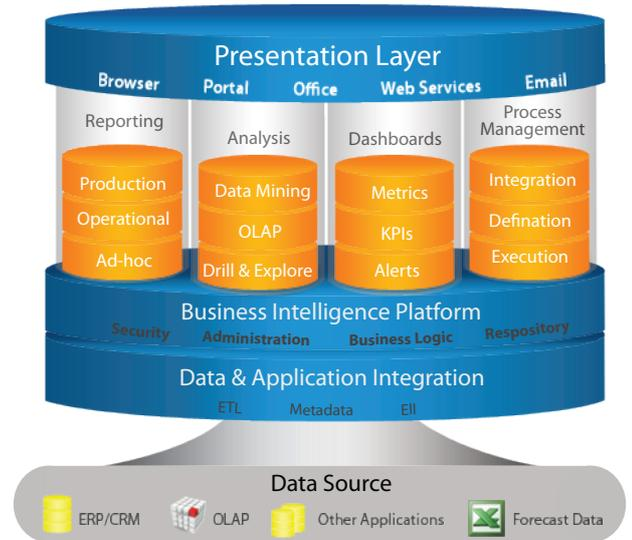 Presentation Layer
Browser Portal Office Web Services Email
Reporting
Analysis
Dashboards
Process
Management
Production
Operational
Ad-hoc
Data Mining
OLAP
Drill & Explore
Metrics
KPIs
Alerts
Integration
Defination
Execution
Business Intelligence Platform
Security Administration Business Logic Respository
Data & Application Integration
ETL Metadata EII
Data Source
ERP/CRM OLAP Other Applications Forecast Data